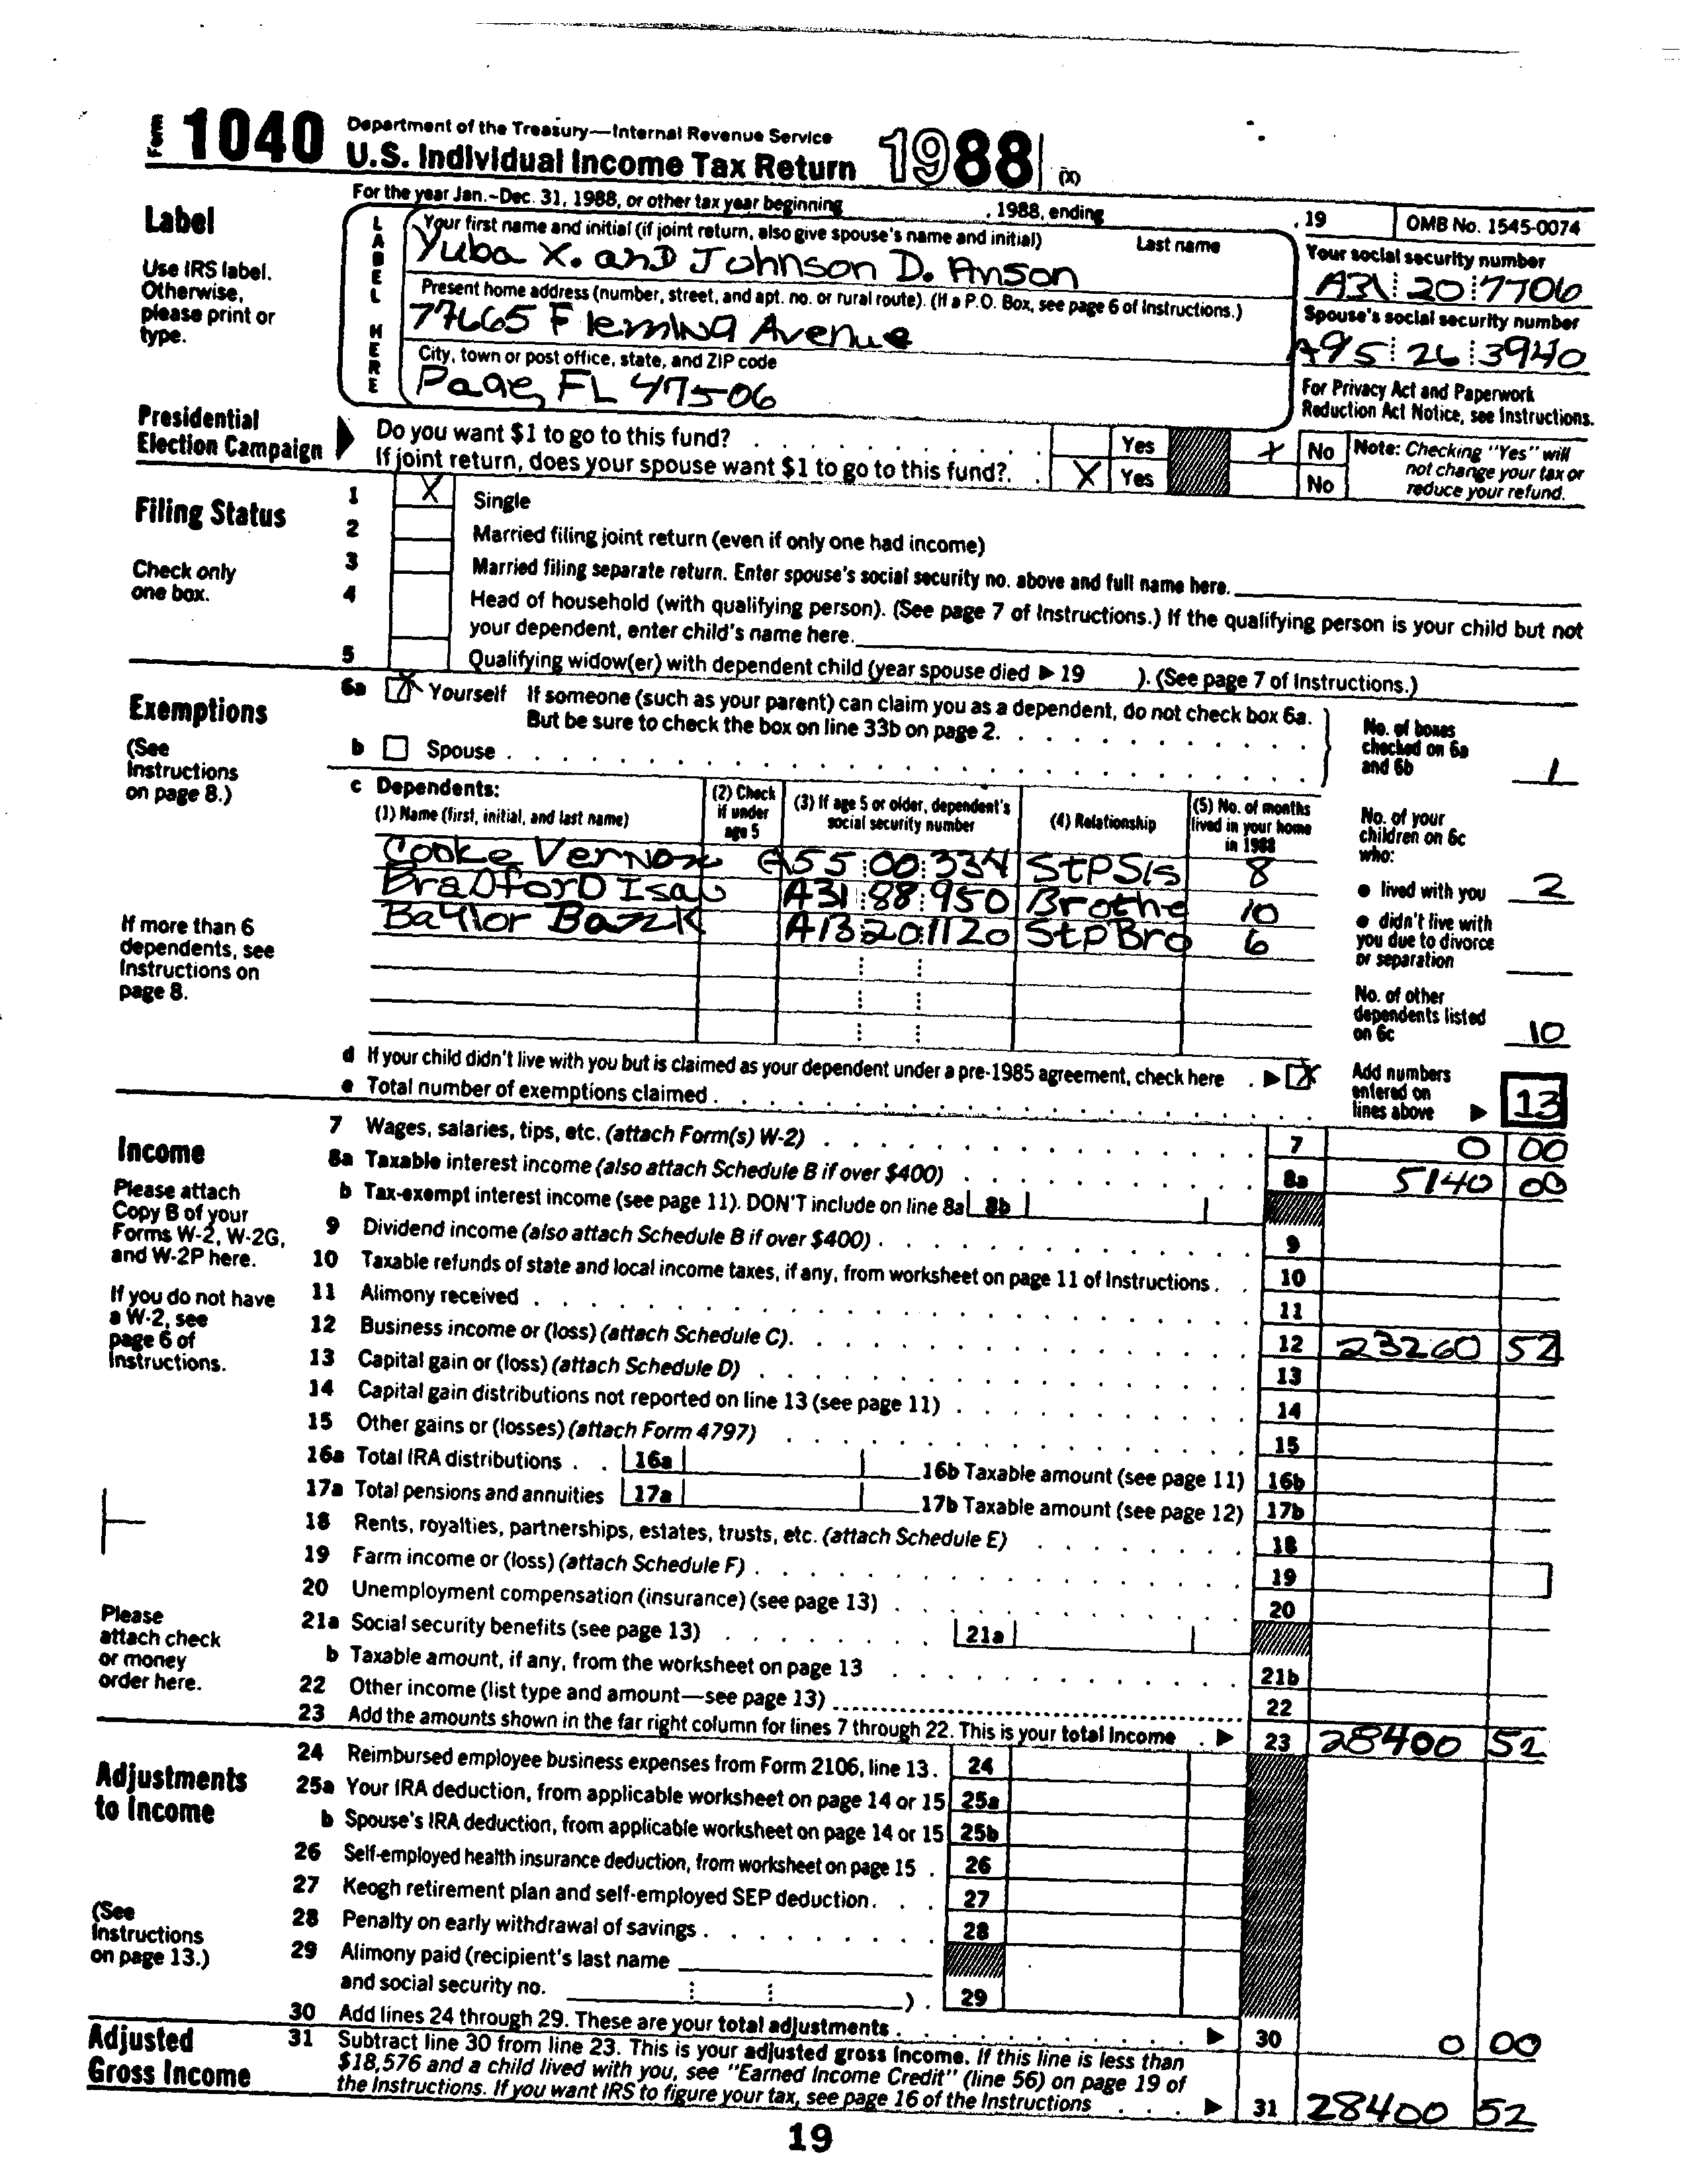 Form 1040 Department of the Treasury—Internal Revenue Service
U.S. Individual Income Tax Return 1988 (X)
For the year Jan.-Dec. 31, 1988, or other tax year beginning , 1988, ending , 19 OMB No. 1545-0074
Label
Use IRS label. Otherwise, please print or type.
LABEL HERE
Your first name and initial (if joint return, also give spouse's name and initial) Last name
Yuba X. and Johnson D. Anson
Your social security number
A31 20 7706
Present home address (number, street, and apt. no. or rural route). (If a P.O. Box, see page 6 of Instructions.)
77665 Fleming Avenue
Spouse's social security number
A95 26 3940
City, town or post office, state, and ZIP code
Page, FL 47506
For Privacy Act and Paperwork Reduction Act Notice, see Instructions.
Presidential Election Campaign
Do you want $1 to go to this fund? Yes X No
If joint return, does your spouse want $1 to go to this fund? X Yes No
Note: Checking "Yes" will not change your tax or reduce your refund.
Filing Status
Check only one box.
1 X Single
2 Married filing joint return (even if only one had income)
3 Married filing separate return. Enter spouse's social security no. above and full name here.
4 Head of household (with qualifying person). (See page 7 of Instructions.) If the qualifying person is your child but not
your dependent, enter child's name here.
5 Qualifying widow(er) with dependent child (year spouse died ▶ 19 ). (See page 7 of Instructions.)
Exemptions
(See Instructions on page 8.)
6a X Yourself If someone (such as your parent) can claim you as a dependent, do not check box 6a.
But be sure to check the box on line 33b on page 2.
b Spouse
No. of boxes checked on 6a and 6b 1
c Dependents:
(1) Name (first, initial, and last name) (2) Check if under age 5 (3) If age 5 or older, dependent's social security number (4) Relationship (5) No. of months lived in your home in 1988
Cooke Vernox A55 00 334 StPSis 8
Bradford Isau A31 88 950 Brothe 10
Baylor Bazzk A13 20 1120 StpBro 6
No. of your children on 6c who:
● lived with you 2
● didn't live with you due to divorce or separation
No. of other dependents listed on 6c 10
If more than 6 dependents, see Instructions on page 8.
d If your child didn't live with you but is claimed as your dependent under a pre-1985 agreement, check here ▶ X
e Total number of exemptions claimed
Add numbers entered on lines above ▶ 13
Income
Please attach Copy B of your Forms W-2, W-2G, and W-2P here.
If you do not have a W-2, see page 6 of Instructions.
Please attach check or money order here.
7 Wages, salaries, tips, etc. (attach Form(s) W-2) 7 0 00
8a Taxable interest income (also attach Schedule B if over $400) 8a 5140 00
b Tax-exempt interest income (see page 11). DON'T include on line 8a 8b
9 Dividend income (also attach Schedule B if over $400) 9
10 Taxable refunds of state and local income taxes, if any, from worksheet on page 11 of Instructions 10
11 Alimony received 11
12 Business income or (loss) (attach Schedule C) 12 23260 52
13 Capital gain or (loss) (attach Schedule D) 13
14 Capital gain distributions not reported on line 13 (see page 11) 14
15 Other gains or (losses) (attach Form 4797) 15
16a Total IRA distributions 16a 16b Taxable amount (see page 11) 16b
17a Total pensions and annuities 17a 17b Taxable amount (see page 12) 17b
18 Rents, royalties, partnerships, estates, trusts, etc. (attach Schedule E) 18
19 Farm income or (loss) (attach Schedule F) 19
20 Unemployment compensation (insurance) (see page 13) 20
21a Social security benefits (see page 13) 21a
b Taxable amount, if any, from the worksheet on page 13 21b
22 Other income (list type and amount—see page 13) 22
23 Add the amounts shown in the far right column for lines 7 through 22. This is your total income ▶ 23 28400 52
Adjustments to Income
(See Instructions on page 13.)
24 Reimbursed employee business expenses from Form 2106, line 13. 24
25a Your IRA deduction, from applicable worksheet on page 14 or 15 25a
b Spouse's IRA deduction, from applicable worksheet on page 14 or 15 25b
26 Self-employed health insurance deduction, from worksheet on page 15 26
27 Keogh retirement plan and self-employed SEP deduction 27
28 Penalty on early withdrawal of savings 28
29 Alimony paid (recipient's last name
and social security no. ) 29
30 Add lines 24 through 29. These are your total adjustments ▶ 30 0 00
Adjusted Gross Income
31 Subtract line 30 from line 23. This is your adjusted gross income. If this line is less than
$18,576 and a child lived with you, see "Earned Income Credit" (line 56) on page 19 of
the Instructions. If you want IRS to figure your tax, see page 16 of the Instructions ▶ 31 28400 52
19